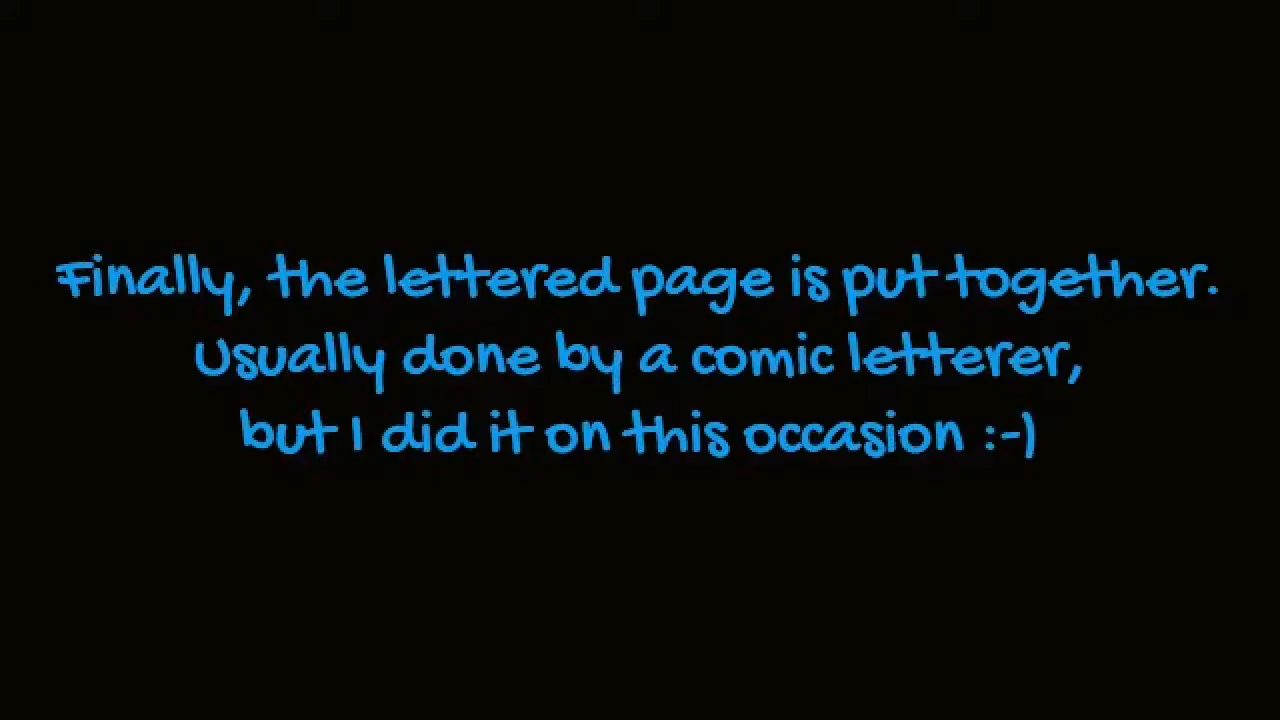 Finally, the lettered page is put together.
Usually done by a comic letterer,
but I did it on this occasion :-)